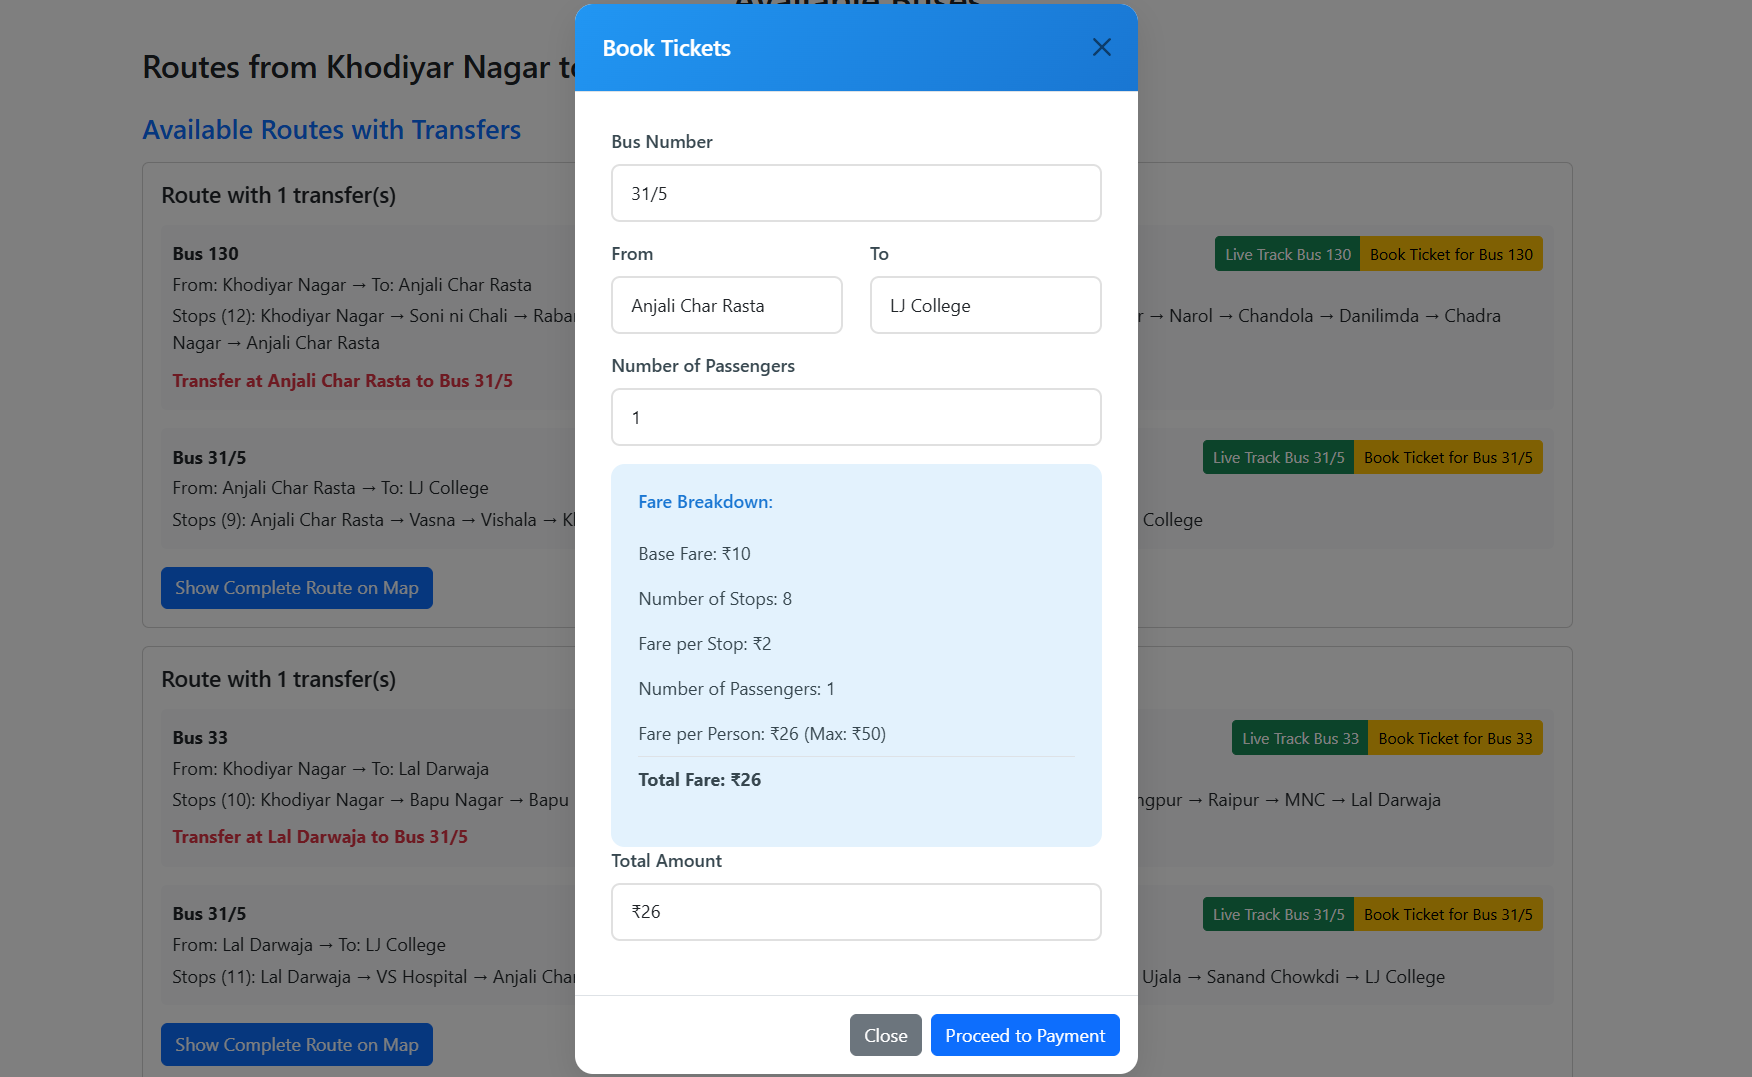 Available Buses
Routes from Khodiyar Nagar to
Available Routes with Transfers
Route with 1 transfer(s)
Bus 130
Live Track Bus 130
Book Ticket for Bus 130
From: Khodiyar Nagar → To: Anjali Char Rasta
Stops (12): Khodiyar Nagar → Soni ni Chali → → Narol → Chandola → Danilimda → Chadra
Nagar → Anjali Char Rasta
Transfer at Anjali Char Rasta to Bus 31/5
Bus 31/5
Live Track Bus 31/5
Book Ticket for Bus 31/5
From: Anjali Char Rasta → To: LJ College
Stops (9): Anjali Char Rasta → Vasna → Vishala → College
Show Complete Route on Map
Route with 1 transfer(s)
Bus 33
Live Track Bus 33
Book Ticket for Bus 33
From: Khodiyar Nagar → To: Lal Darwaja
Stops (10): Khodiyar Nagar → Bapu Nagar → Bapu → Raipur → MNC → Lal Darwaja
Transfer at Lal Darwaja to Bus 31/5
Bus 31/5
Live Track Bus 31/5
Book Ticket for Bus 31/5
From: Lal Darwaja → To: LJ College
Stops (11): Lal Darwaja → VS Hospital → Anjali Ujala → Sanand Chowkdi → LJ College
Show Complete Route on Map
Book Tickets
Bus Number
31/5
From
To
Anjali Char Rasta
LJ College
Number of Passengers
1
Fare Breakdown:
Base Fare: ₹10
Number of Stops: 8
Fare per Stop: ₹2
Number of Passengers: 1
Fare per Person: ₹26 (Max: ₹50)
Total Fare: ₹26
Total Amount
₹26
Close
Proceed to Payment